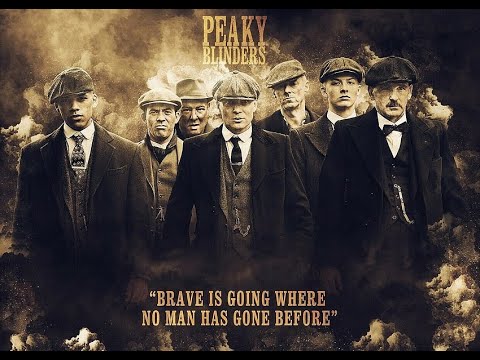 PEAKY
BLINDERS
“BRAVE IS GOING WHERE
NO MAN HAS GONE BEFORE”